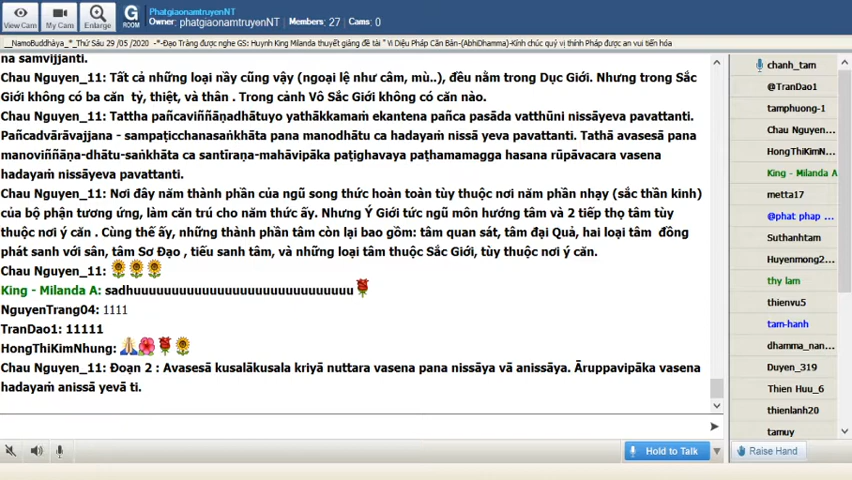 View Cam
My Cam
Enlarge
G
ROOM
PhatgiaonamtruyenNT
Owner: phatgiaonamtruyenNT Members: 27 Cams: 0
__NamoBuddhàya_*_Thứ Sáu 29 /05 /2020 -*-Đạo Tràng được nghe GS: Huynh King Milanda thuyết giảng đề tài " Vi Diệu Pháp Căn Bản-(AbhiDhamma)-Kính chúc quý vị thính Pháp được an vui tiến hóa
na saṃvijjanti.
Chau Nguyen_11: Tất cả những loại nầy cũng vậy (ngoại lệ như câm, mù..), đều nằm trong Dục Giới. Nhưng trong Sắc
Giới không có ba căn tỷ, thiệt, và thân . Trong cảnh Vô Sắc Giới không có căn nào.
Chau Nguyen_11: Tattha pañcaviññāṇadhātuyo yathākkamaṁ ekantena pañca pasāda vatthūni nissāyeva pavattanti.
Pañcadvārāvajjana - sampaṭicchanasaṅkhāta pana manodhātu ca hadayaṁ nissā yeva pavattanti. Tathā avasesā pana
manoviññāṇa-dhātu-saṅkhāta ca santīraṇa-mahāvipāka paṭighavaya paṭhamamagga hasana rūpāvacara vasena
hadayaṁ nissāyeva pavattanti.
Chau Nguyen_11: Nơi đây năm thành phần của ngũ song thức hoàn toàn tùy thuộc nơi năm phần nhạy (sắc thần kinh)
của bộ phận tương ứng, làm căn trú cho năm thức ấy. Nhưng Ý Giới tức ngũ môn hướng tâm và 2 tiếp thọ tâm tùy
thuộc nơi ý căn . Cùng thế ấy, những thành phần tâm còn lại bao gồm: tâm quan sát, tâm đại Quả, hai loại tâm đồng
phát sanh với sân, tâm Sơ Đạo , tiếu sanh tâm, và những loại tâm thuộc Sắc Giới, tùy thuộc nơi ý căn.
Chau Nguyen_11:
King - Milanda A: sadhuuuuuuuuuuuuuuuuuuuuuuuuuuuuu
NguyenTrang04: 1111
TranDao1: 11111
HongThiKimNhung:
Chau Nguyen_11: Đoạn 2 : Avasesā kusalākusala kriyā nuttara vasena pana nissāya vā anissāya. Āruppavipāka vasena
hadayaṁ anissā yevā ti.
Hold to Talk
chanh_tam
@TranDao1
tamphuong-1
Chau Nguyen...
HongThiKimN...
King - Milanda A
metta17
@phat phap ...
Suthanhtam
Huyenmong2...
thy lam
thienvu5
tam-hanh
dhamma_nan...
Duyen_319
Thien Huu_6
thienlanh20
tamuy
Raise Hand